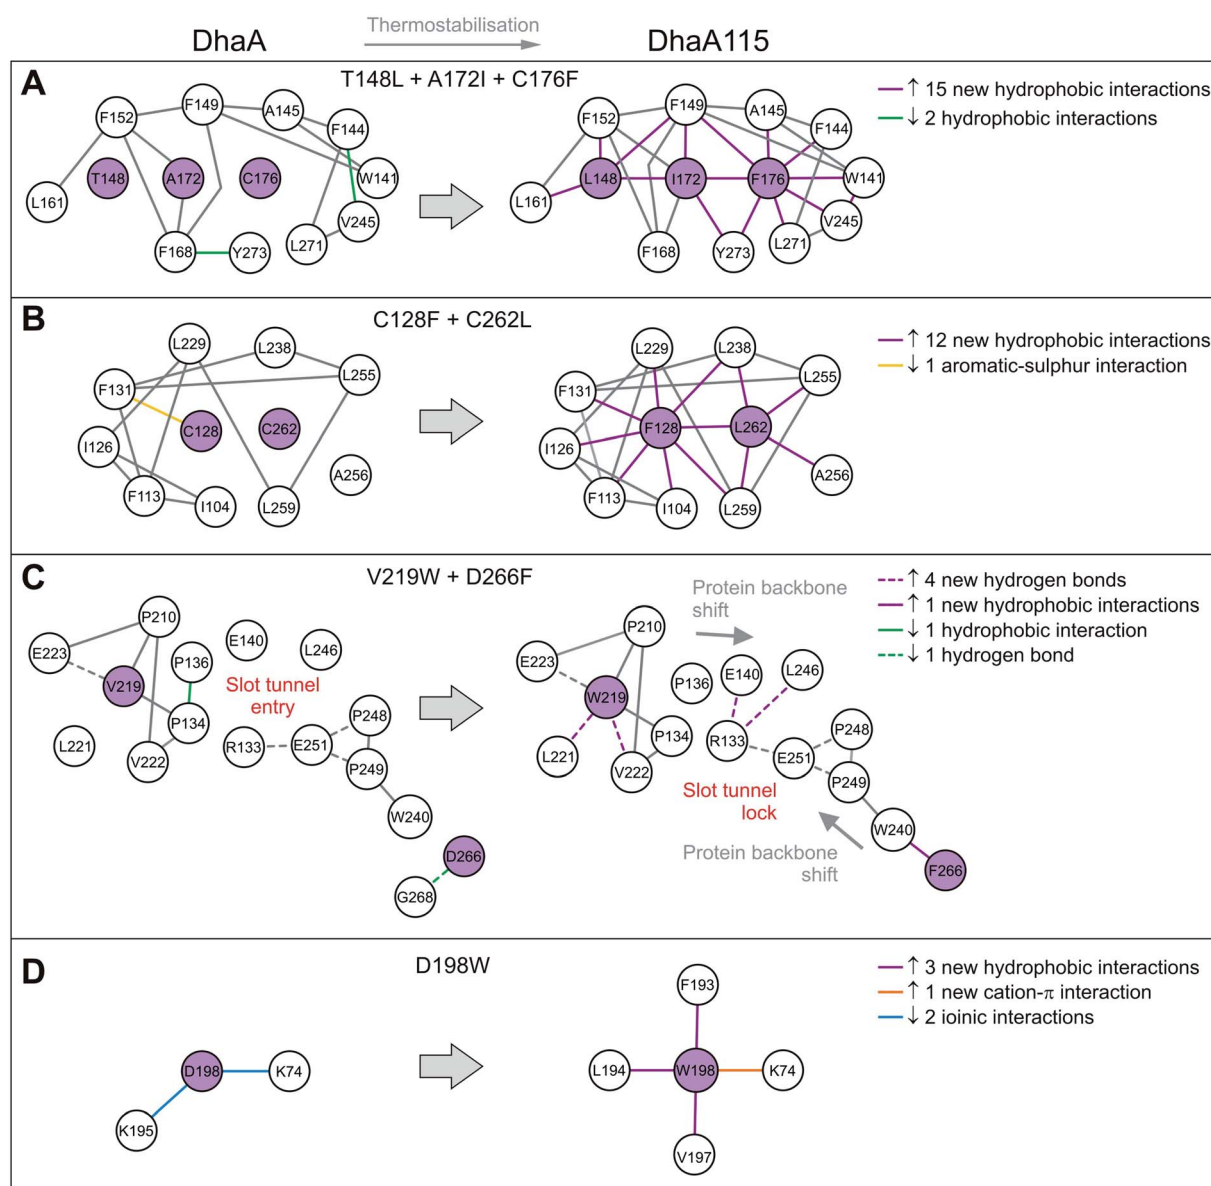 DhaA
Thermostabilisation
DhaA115
A
T148L + A172I + C176F
↑ 15 new hydrophobic interactions
↓ 2 hydrophobic interactions
F152
F149
A145
F144
T148
A172
C176
W141
L161
V245
F168
Y273
L271
F152
F149
A145
F144
L148
I172
F176
W141
L161
V245
F168
Y273
L271
B
C128F + C262L
↑ 12 new hydrophobic interactions
↓ 1 aromatic-sulphur interaction
L229
L238
F131
L255
C128
C262
I126
A256
F113
I104
L259
L229
L238
F131
L255
F128
L262
I126
A256
F113
I104
L259
C
V219W + D266F
↑ 4 new hydrogen bonds
↑ 1 new hydrophobic interactions
↓ 1 hydrophobic interaction
↓ 1 hydrogen bond
P210
E140
E223
P136
L246
V219
Slot tunnel
entry
P134
P248
L221
R133
E251
V222
P249
W240
D266
G268
Protein backbone
shift
P210
E223
P136
E140
L246
W219
P134
R133
P248
L221
E251
V222
P249
Slot tunnel
lock
W240
Protein backbone
shift
F266
D
D198W
↑ 3 new hydrophobic interactions
↑ 1 new cation-π interaction
↓ 2 ioinic interactions
D198
K74
K195
F193
L194
W198
K74
V197